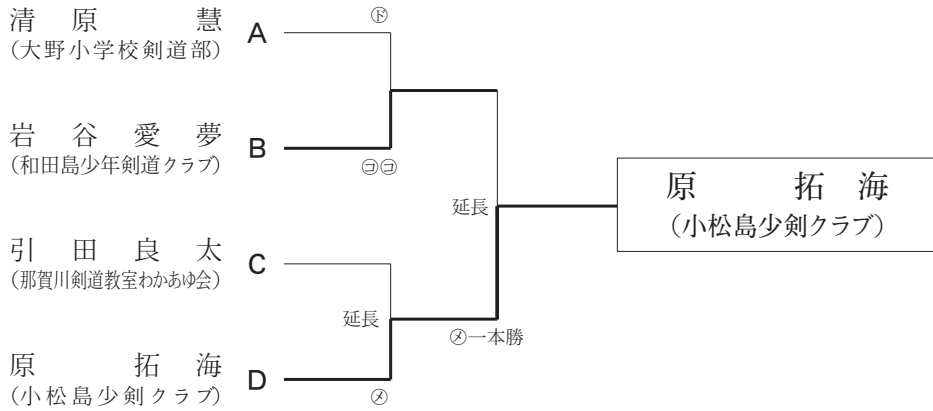 清原慧
(大野小学校剣道部)
A
㋣
岩谷愛夢
(和田島少年剣道クラブ)
B
㋙㋙
延長
原拓海
(小松島少剣クラブ)
引田良太
(那賀川剣道教室わかあゆ会)
C
延長
㋱一本勝
原拓海
(小松島少剣クラブ)
D
㋱